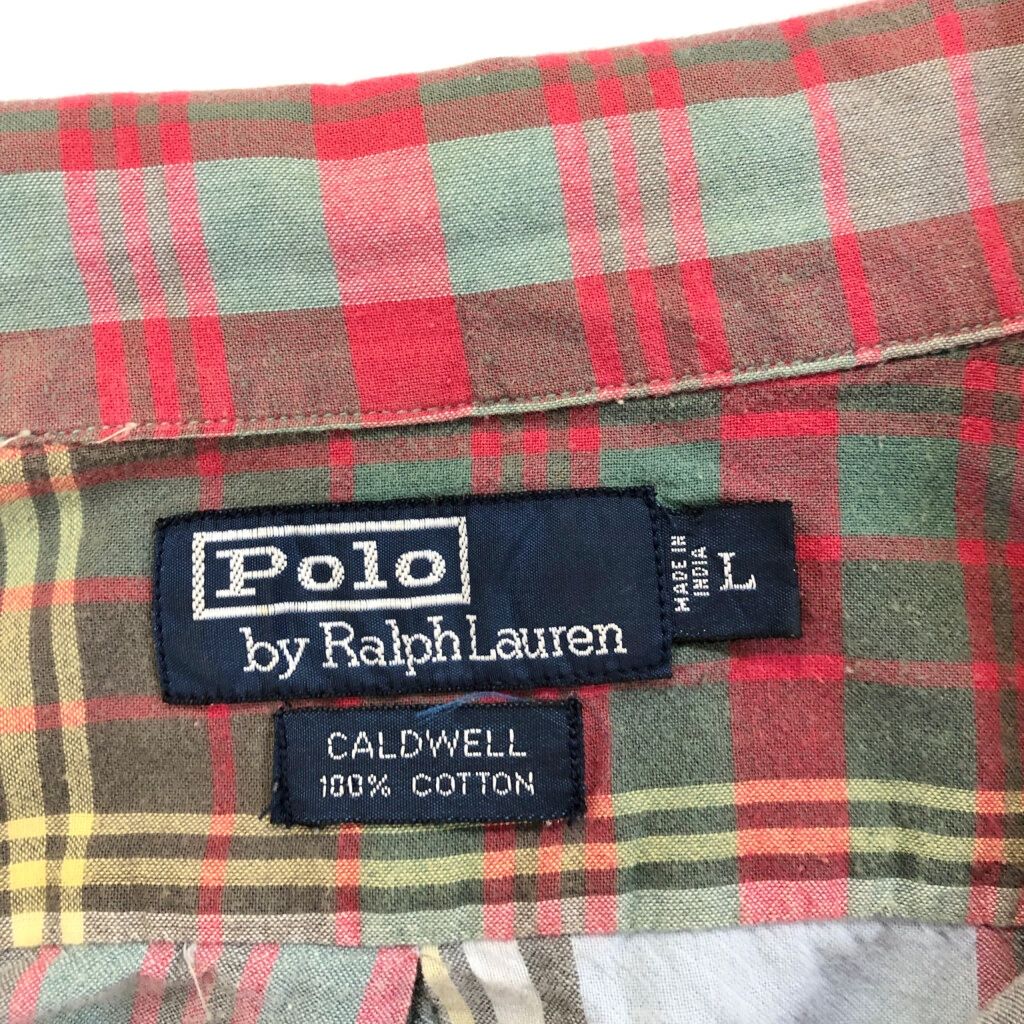 Polo
by Ralph Lauren
MADE IN
INDIA
L
CALDWELL
100% COTTON